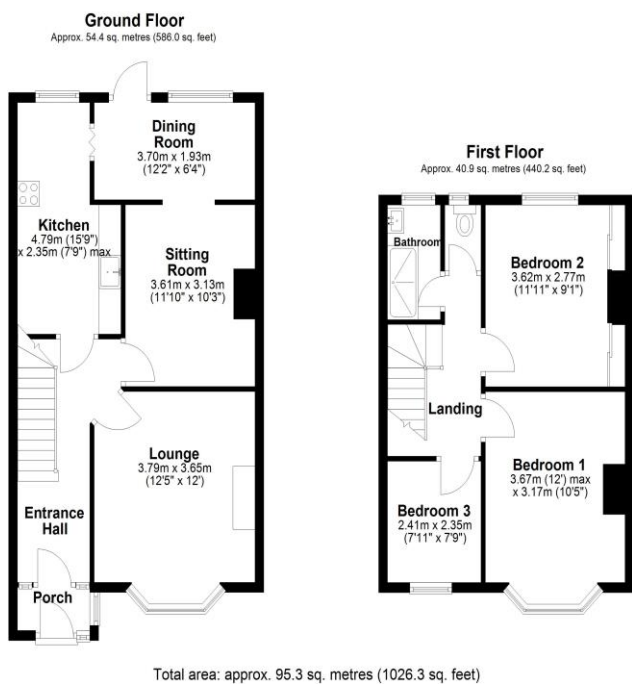 Ground Floor
Approx. 54.4 sq. metres (586.0 sq. feet)
Dining
Room
3.70m x 1.93m
(12'2" x 6'4")
Kitchen
4.79m (15'9")
x 2.35m (7'9") max
Sitting
Room
3.61m x 3.13m
(11'10" x 10'3")
Lounge
3.79m x 3.65m
(12'5" x 12')
Entrance
Hall
Porch
First Floor
Approx. 40.9 sq. metres (440.2 sq. feet)
Bathroom
Bedroom 2
3.62m x 2.77m
(11'11" x 9'1")
Landing
Bedroom 1
3.67m (12') max
x 3.17m (10'5")
Bedroom 3
2.41m x 2.35m
(7'11" x 7'9")
Total area: approx. 95.3 sq. metres (1026.3 sq. feet)